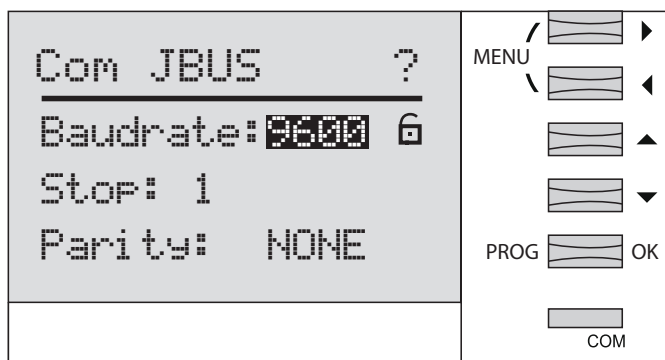 Com JBUS ?
Baudrate:9600
Stop: 1
Parity: NONE
MENU
PROG OK
COM